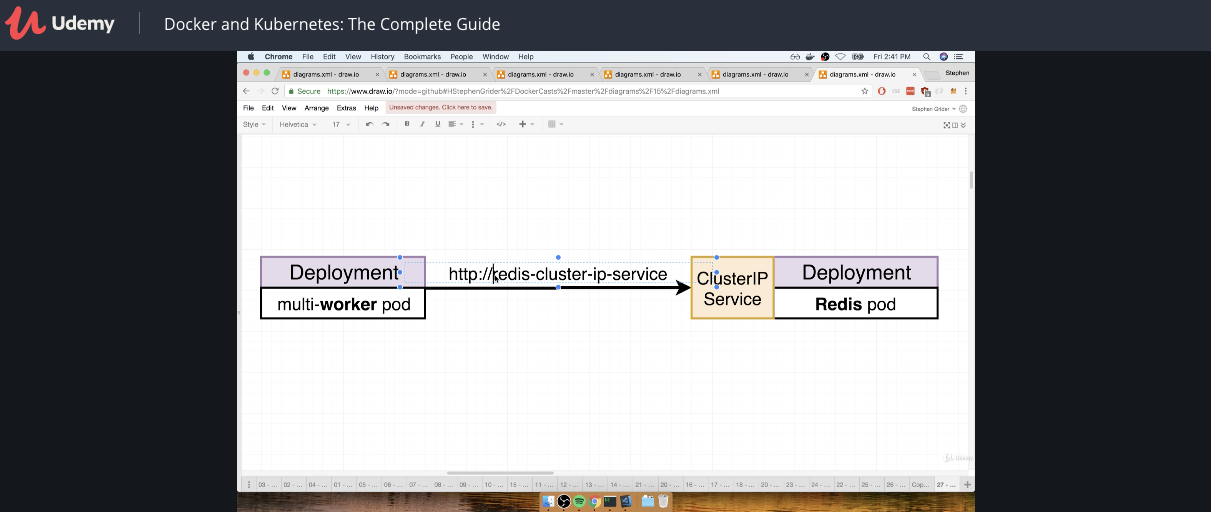 Udemy
Docker and Kubernetes: The Complete Guide
Chrome File Edit View History Bookmarks People Window Help
Fri 2:41 PM
diagrams.xml - draw.io
diagrams.xml - draw.io
diagrams.xml - draw.io
diagrams.xml - draw.io
diagrams.xml - draw.io
diagrams.xml - draw.io
Stephen
Secure https://www.draw.io/?mode=github#HStephenGrider%2FDockerCasts%2Fmaster%2Fdiagrams%2F15%2Fdiagrams.xml
File Edit View Arrange Extras Help Unsaved changes. Click here to save.
Stephen Grider
Style Helvetica 17 B I U
Deployment
multi-worker pod
http://redis-cluster-ip-service
ClusterIP
Service
Deployment
Redis pod
Udemy
03 - ... 02 - ... 04 - ... 01 - ... 05 - ... 06 - ... 07 - ... 08 - ... 09 - ... 10 - ... 11 - ... 12 - ... 13 - ... 14 - ... 15 - ... 16 - ... 17 - ... 18 - ... 20 - ... 23 - ... 24 - ... 22 - ... 25 - ... 26 - ... Cop... 27 - ...